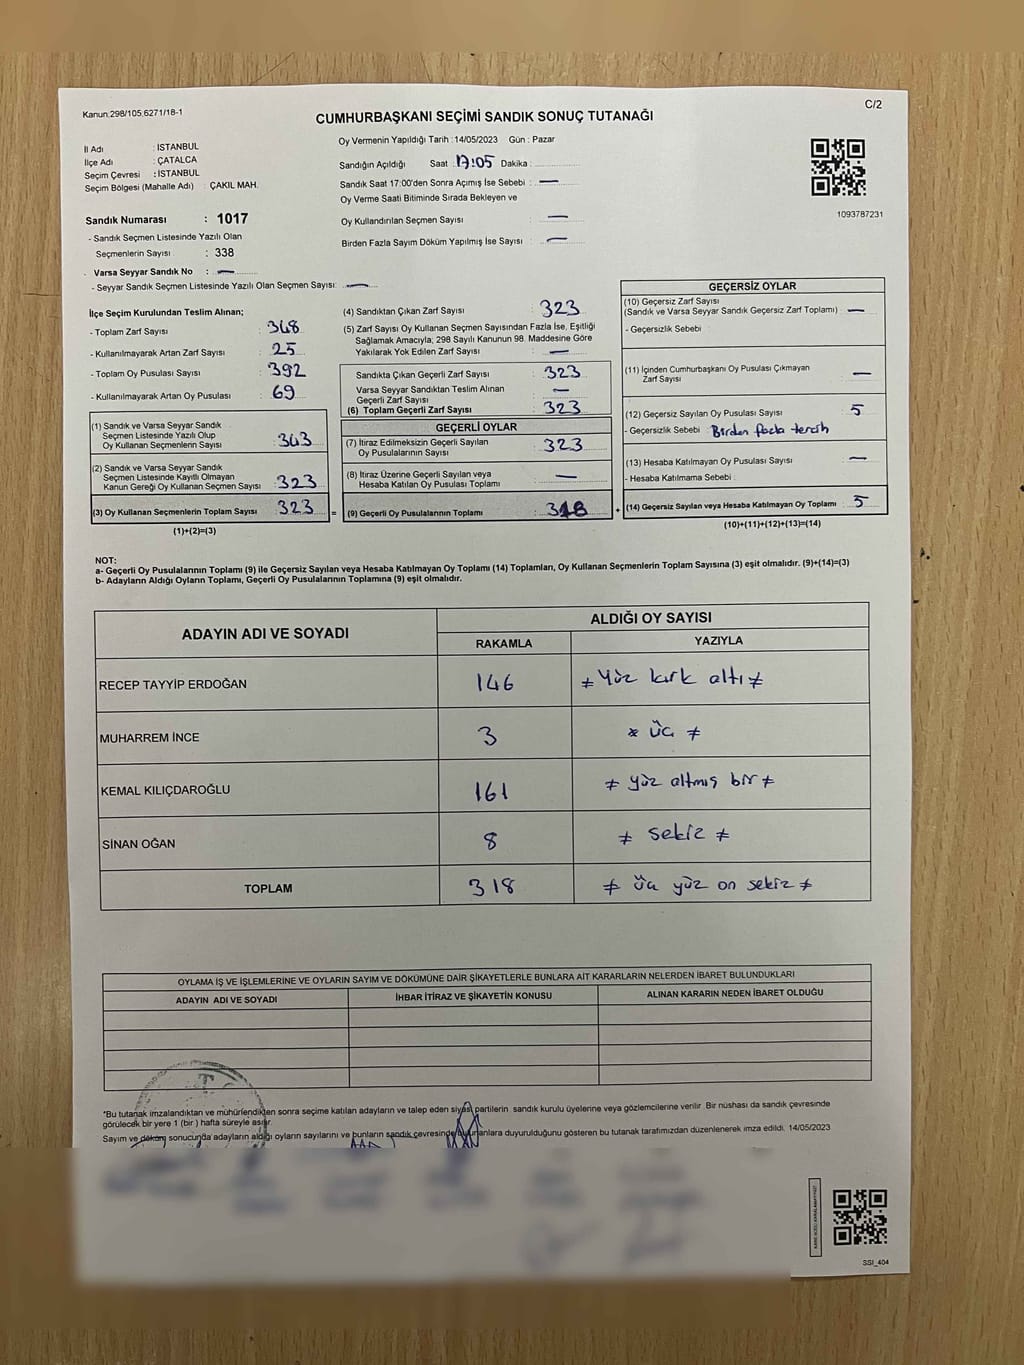 Kanun:298/105,6271/18-1
C/2
CUMHURBAŞKANI SEÇİMİ SANDIK SONUÇ TUTANAĞI
İl Adı : İSTANBUL
İlçe Adı : ÇATALCA
Seçim Çevresi : İSTANBUL
Seçim Bölgesi (Mahalle Adı) : ÇAKIL MAH.
Sandık Numarası : 1017
- Sandık Seçmen Listesinde Yazılı Olan
Seçmenlerin Sayısı : 338
Varsa Seyyar Sandık No : —
- Seyyar Sandık Seçmen Listesinde Yazılı Olan Seçmen Sayısı: —
Oy Vermenin Yapıldığı Tarih : 14/05/2023 Gün : Pazar
Sandığın Açıldığı Saat : 17:05 Dakika :
Sandık Saat 17:00'den Sonra Açımış İse Sebebi : —
Oy Verme Saati Bitiminde Sırada Bekleyen ve
Oy Kullandırılan Seçmen Sayısı : —
Birden Fazla Sayım Döküm Yapılmış İse Sayısı : —
1093787231
İlçe Seçim Kurulundan Teslim Alınan;
- Toplam Zarf Sayısı : 348
- Kullanılmayarak Artan Zarf Sayısı : 25
- Toplam Oy Pusulası Sayısı : 392
- Kullanılmayarak Artan Oy Pusulası : 69
(1) Sandık ve Varsa Seyyar Sandık
Seçmen Listesinde Yazılı Olup
Oy Kullanan Seçmenlerin Sayısı : 343
(2) Sandık ve Varsa Seyyar Sandık
Seçmen Listesinde Kayıtlı Olmayan
Kanun Gereği Oy Kullanan Seçmen Sayısı : 323
(3) Oy Kullanan Seçmenlerin Toplam Sayısı : 323
(1)+(2)=(3)
(4) Sandıktan Çıkan Zarf Sayısı : 323
(5) Zarf Sayısı Oy Kullanan Seçmen Sayısından Fazla İse, Eşitliği
Sağlamak Amacıyla; 298 Sayılı Kanunun 98. Maddesine Göre
Yakılarak Yok Edilen Zarf Sayısı : —
Sandıkta Çıkan Geçerli Zarf Sayısı : 323
Varsa Seyyar Sandıktan Teslim Alınan
Geçerli Zarf Sayısı : —
(6) Toplam Geçerli Zarf Sayısı : 323
GEÇERLİ OYLAR
(7) İtiraz Edilmeksizin Geçerli Sayılan
Oy Pusulalarının Sayısı : 323
(8) İtiraz Üzerine Geçerli Sayılan veya
Hesaba Katılan Oy Pusulası Toplamı : —
= (9) Geçerli Oy Pusulalarının Toplamı : 318
GEÇERSİZ OYLAR
(10) Geçersiz Zarf Sayısı
(Sandık ve Varsa Seyyar Sandık Geçersiz Zarf Toplamı) : —
- Geçersizlik Sebebi :
(11) İçinden Cumhurbaşkanı Oy Pusulası Çıkmayan
Zarf Sayısı : —
(12) Geçersiz Sayılan Oy Pusulası Sayısı : 5
- Geçersizlik Sebebi : Birden fazla tercih
(13) Hesaba Katılmayan Oy Pusulası Sayısı : —
- Hesaba Katılmama Sebebi :
+ (14) Geçersiz Sayılan veya Hesaba Katılmayan Oy Toplamı : 5
(10)+(11)+(12)+(13)=(14)
NOT:
a- Geçerli Oy Pusulalarının Toplamı (9) ile Geçersiz Sayılan veya Hesaba Katılmayan Oy Toplamı (14) Toplamları, Oy Kullanan Seçmenlerin Toplam Sayısına (3) eşit olmalıdır. (9)+(14)=(3)
b- Adayların Aldığı Oyların Toplamı, Geçerli Oy Pusulalarının Toplamına (9) eşit olmalıdır.
ADAYIN ADI VE SOYADI ALDIĞI OY SAYISI
RAKAMLA YAZIYLA
RECEP TAYYİP ERDOĞAN 146 ≠ Yüz kırk altı ≠
MUHARREM İNCE 3 ≠ üç ≠
KEMAL KILIÇDAROĞLU 161 ≠ yüz altmış bir ≠
SİNAN OĞAN 8 ≠ sekiz ≠
TOPLAM 318 ≠ üç yüz on sekiz ≠
OYLAMA İŞ VE İŞLEMLERİNE VE OYLARIN SAYIM VE DÖKÜMÜNE DAİR ŞİKAYETLERLE BUNLARA AİT KARARLARIN NELERDEN İBARET BULUNDUKLARI
ADAYIN ADI VE SOYADI İHBAR İTİRAZ VE ŞİKAYETİN KONUSU ALINAN KARARIN NEDEN İBARET OLDUĞU
T.C.
*Bu tutanak imzalandıktan ve mühürlendikten sonra seçime katılan adayların ve talep eden siyasi partilerin sandık kurulu üyelerine veya gözlemcilerine verilir. Bir nüshası da sandık çevresinde
görülecek bir yere 1 (bir ) hafta süreyle asılır.
Sayım ve döküm sonucunda adayların aldığı oyların sayılarını ve bunların sandık çevresinde bulunanlara duyurulduğunu gösteren bu tutanak tarafımızdan düzenlenerek imza edildi. 14/05/2023
SSI_404